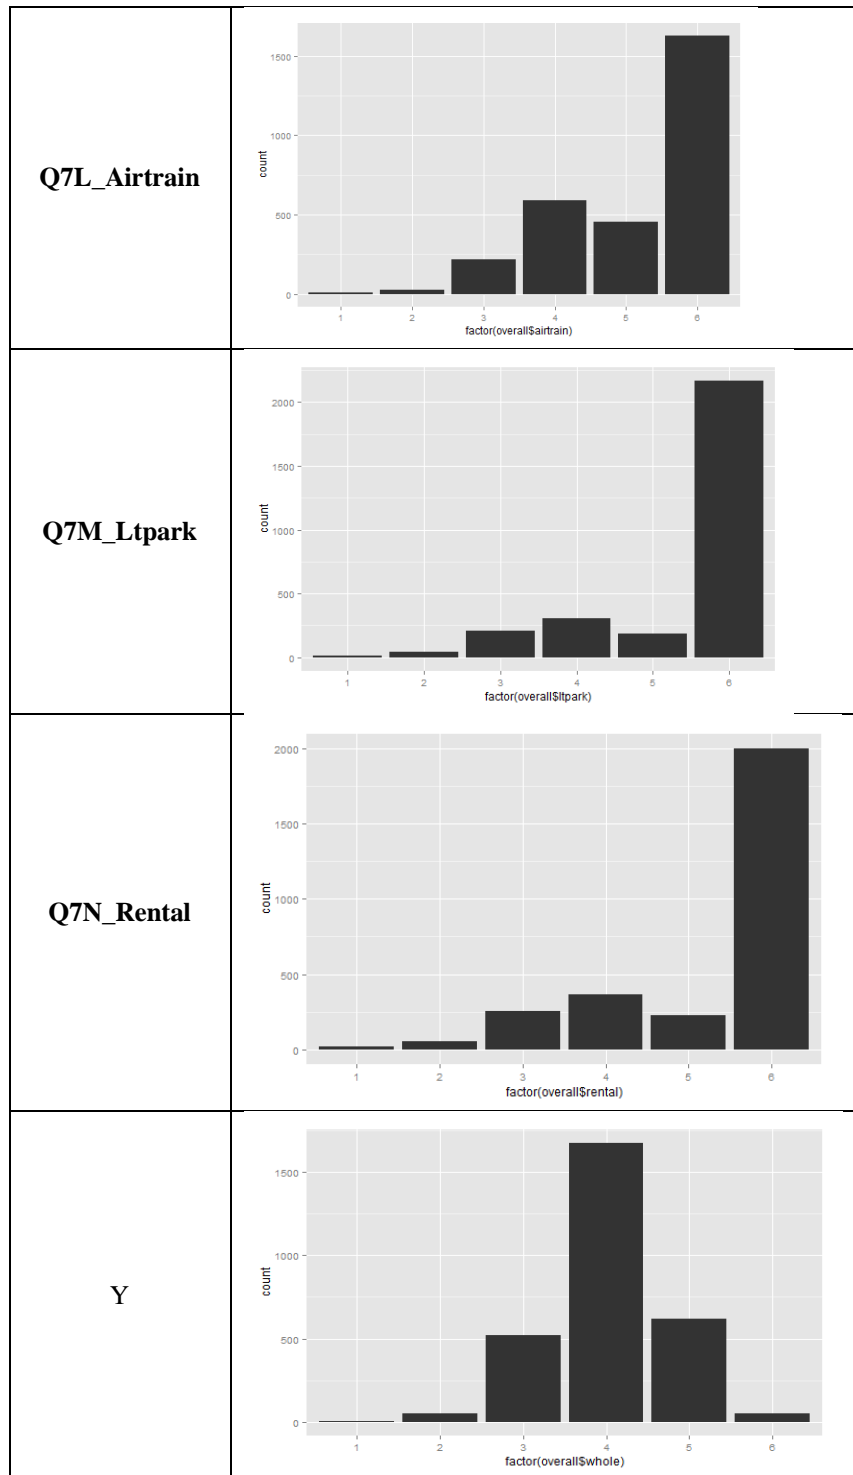 Q7L_Airtrain
count
1500
1000
500
0
1 2 3 4 5 6
factor(overall$airtrain)
Q7M_Ltpark
count
2000
1500
1000
500
0
1 2 3 4 5 6
factor(overall$ltpark)
Q7N_Rental
count
2000
1500
1000
500
0
1 2 3 4 5 6
factor(overall$rental)
Y
count
1500
1000
500
0
1 2 3 4 5 6
factor(overall$whole)